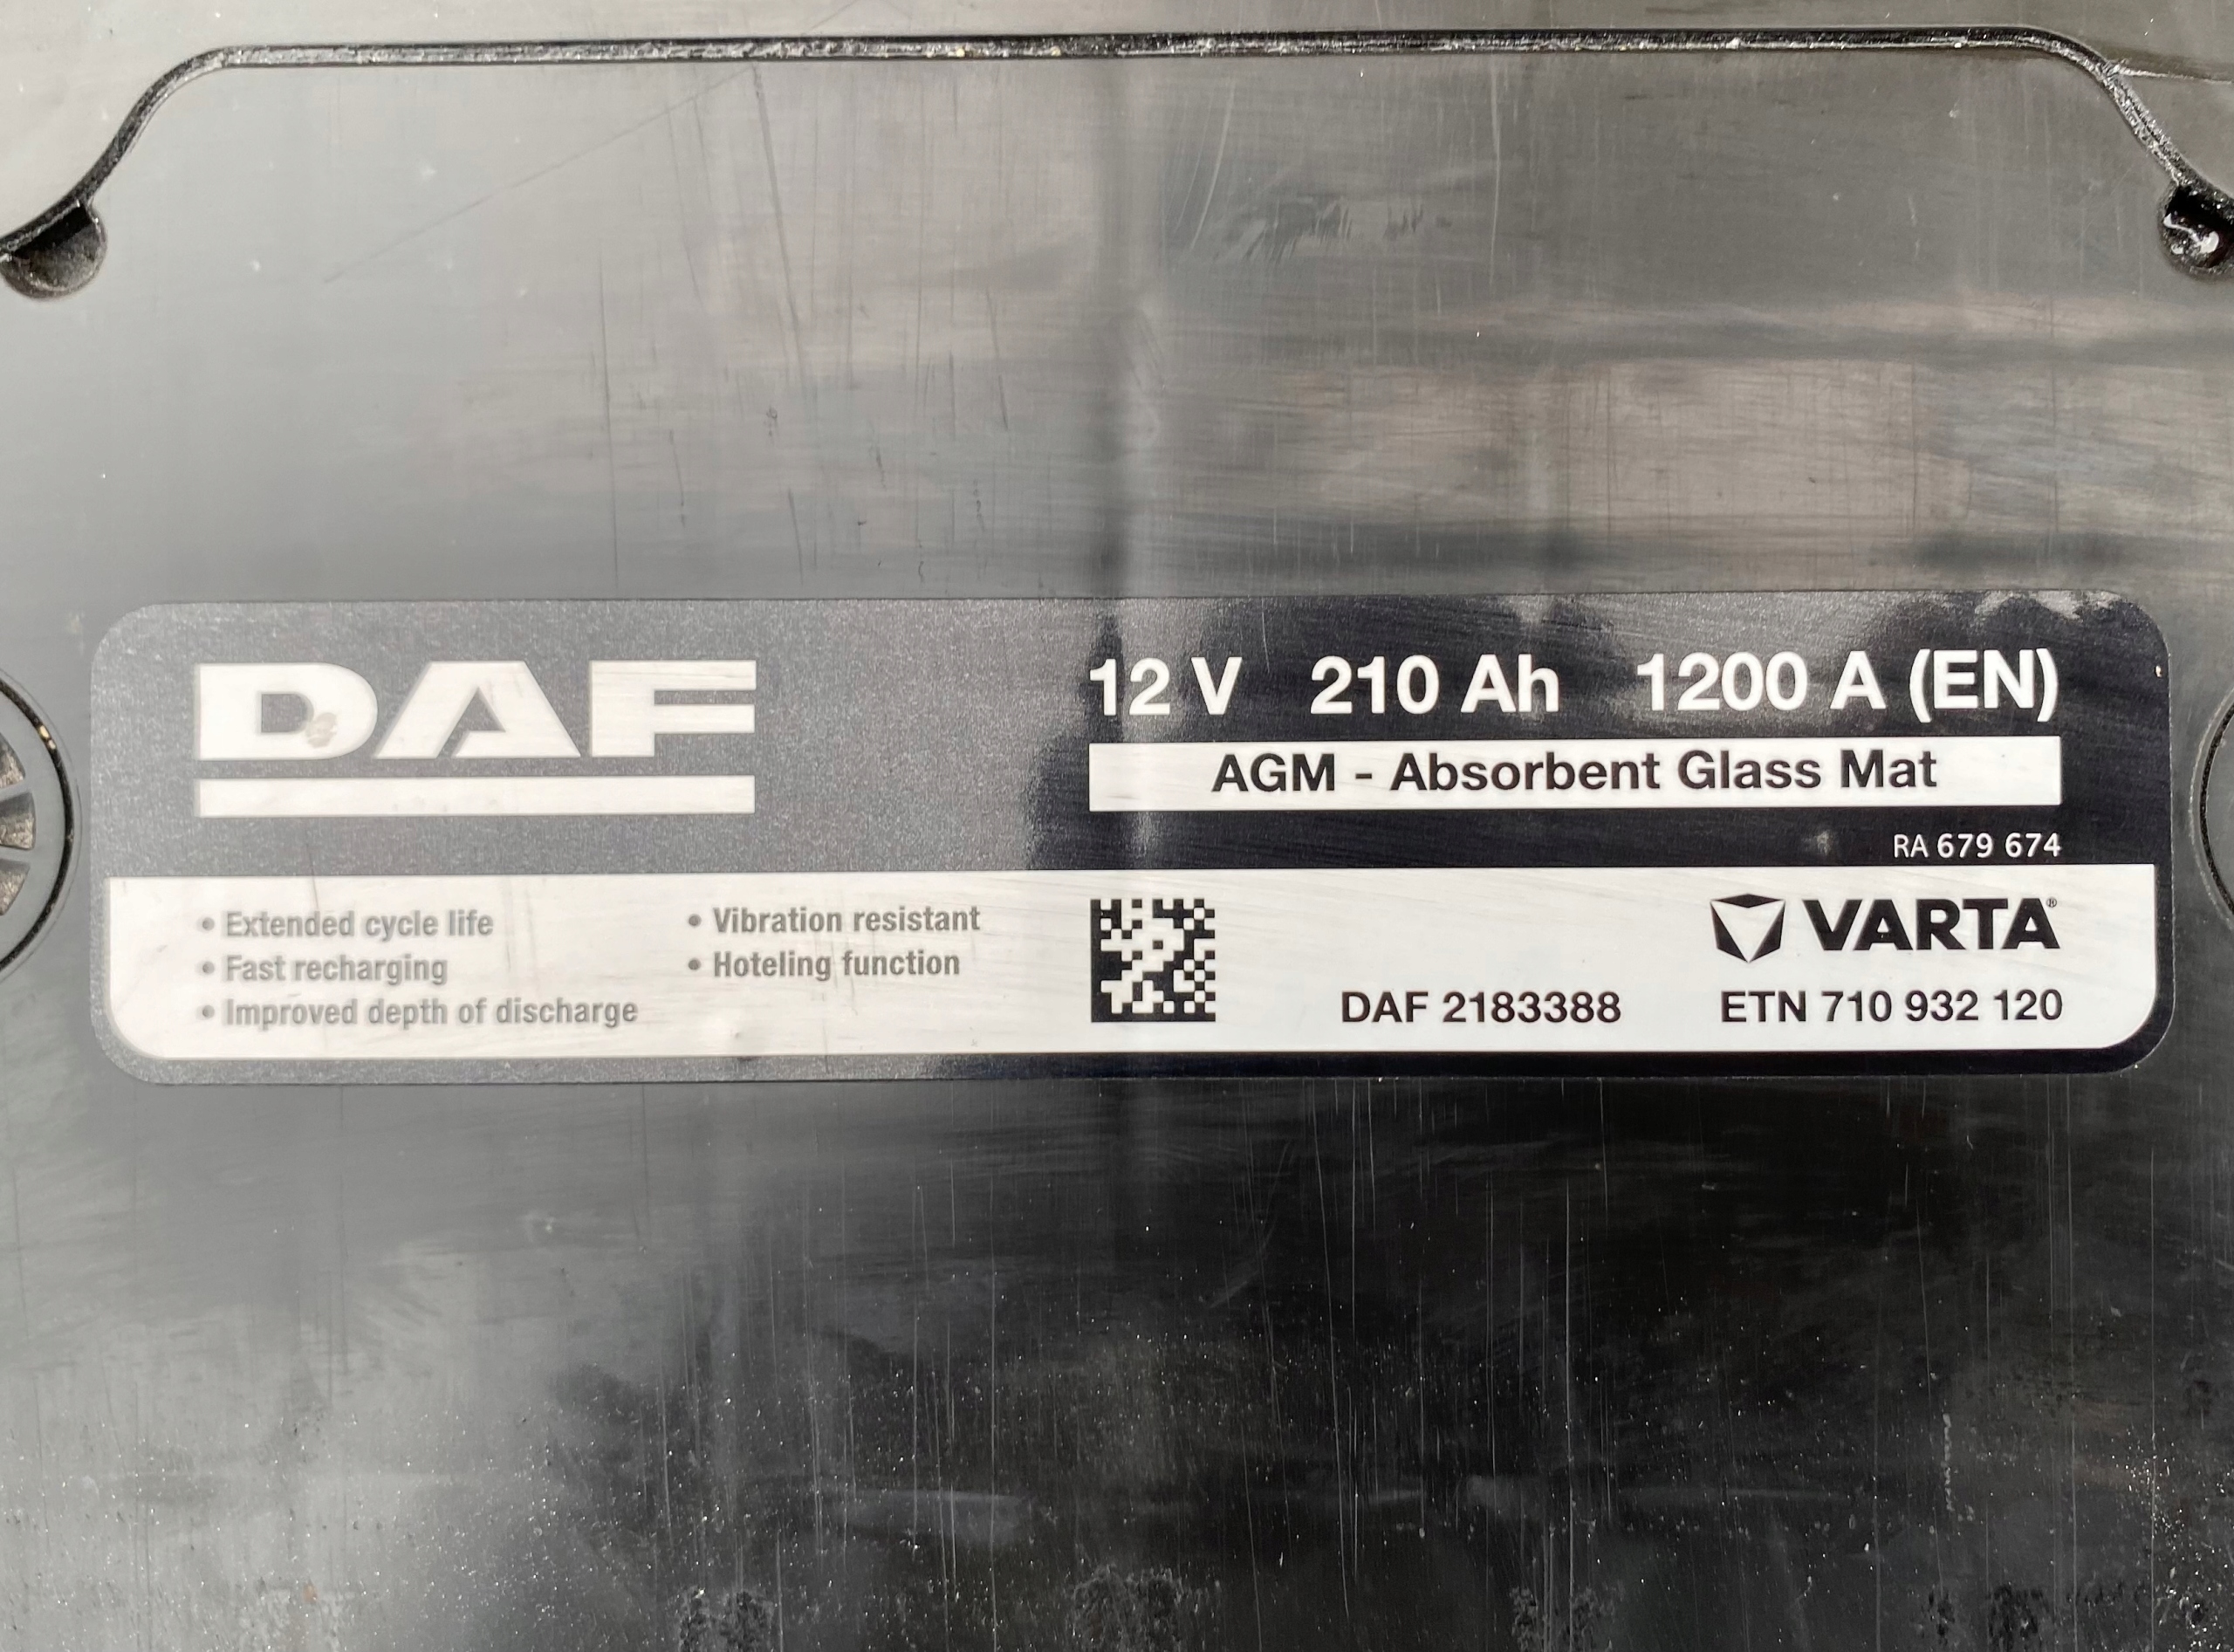 DAF
12 V 210 Ah 1200 A (EN)
AGM - Absorbent Glass Mat
RA 679 674
• Extended cycle life
• Fast recharging
• Improved depth of discharge
• Vibration resistant
• Hoteling function
VARTA®
DAF 2183388 ETN 710 932 120